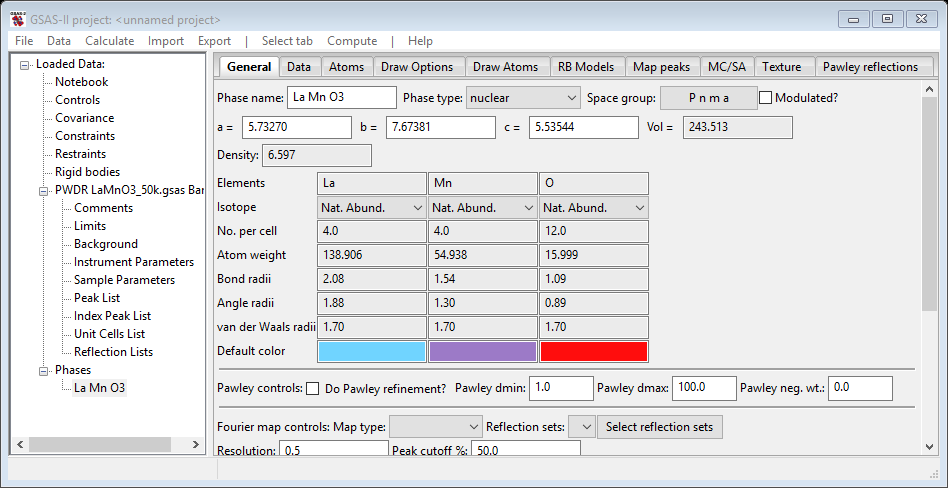 GSAS-II project: <unnamed project>
File Data Calculate Import Export | Select tab Compute | Help
Loaded Data:
Notebook
Controls
Covariance
Constraints
Restraints
Rigid bodies
PWDR LaMnO3_50k.gsas Ban
Comments
Limits
Background
Instrument Parameters
Sample Parameters
Peak List
Index Peak List
Unit Cells List
Reflection Lists
Phases
La Mn O3
General Data Atoms Draw Options Draw Atoms RB Models Map peaks MC/SA Texture Pawley reflections
Phase name: La Mn O3 Phase type: nuclear Space group: P n m a Modulated?
a = 5.73270 b = 7.67381 c = 5.53544 Vol = 243.513
Density: 6.597
Elements La Mn O
Isotope Nat. Abund. Nat. Abund. Nat. Abund.
No. per cell 4.0 4.0 12.0
Atom weight 138.906 54.938 15.999
Bond radii 2.08 1.54 1.09
Angle radii 1.88 1.30 0.89
van der Waals radii 1.70 1.70 1.70
Default color
Pawley controls: Do Pawley refinement? Pawley dmin: 1.0 Pawley dmax: 100.0 Pawley neg. wt.: 0.0
Fourier map controls: Map type: Reflection sets: Select reflection sets
Resolution: 0.5 Peak cutoff %: 50.0